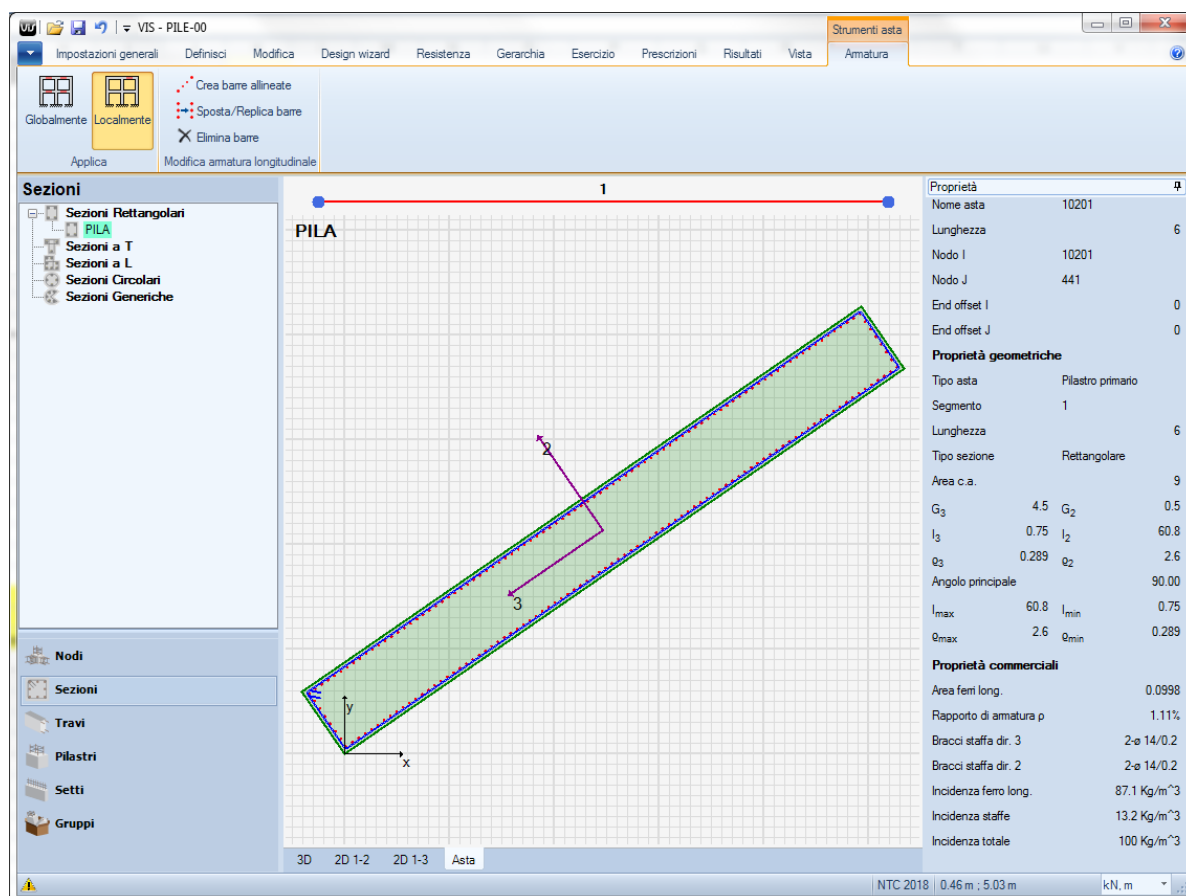 VIS - PILE-00
Strumenti asta
Impostazioni generali Definisci Modifica Design wizard Resistenza Gerarchia Esercizio Prescrizioni Risultati Vista Armatura
Globalmente Localmente
Crea barre allineate
Sposta/Replica barre
Elimina barre
Applica Modifica armatura longitudinale
Sezioni
Sezioni Rettangolari
PILA
Sezioni a T
Sezioni a L
Sezioni Circolari
Sezioni Generiche
Nodi
Sezioni
Travi
Pilastri
Setti
Gruppi
1
PILA
2
3
y
x
3D 2D 1-2 2D 1-3 Asta
Proprietà
Nome asta 10201
Lunghezza 6
Nodo I 10201
Nodo J 441
End offset I 0
End offset J 0
Proprietà geometriche
Tipo asta Pilastro primario
Segmento 1
Lunghezza 6
Tipo sezione Rettangolare
Area c.a. 9
G3 4.5 G2 0.5
I3 0.75 I2 60.8
ρ3 0.289 ρ2 2.6
Angolo principale 90.00
Imax 60.8 Imin 0.75
ρmax 2.6 ρmin 0.289
Proprietà commerciali
Area ferri long. 0.0998
Rapporto di armatura ρ 1.11%
Bracci staffa dir. 3 2-ø 14/0.2
Bracci staffa dir. 2 2-ø 14/0.2
Incidenza ferro long. 87.1 Kg/m^3
Incidenza staffe 13.2 Kg/m^3
Incidenza totale 100 Kg/m^3
NTC 2018 0.46 m ; 5.03 m kN, m